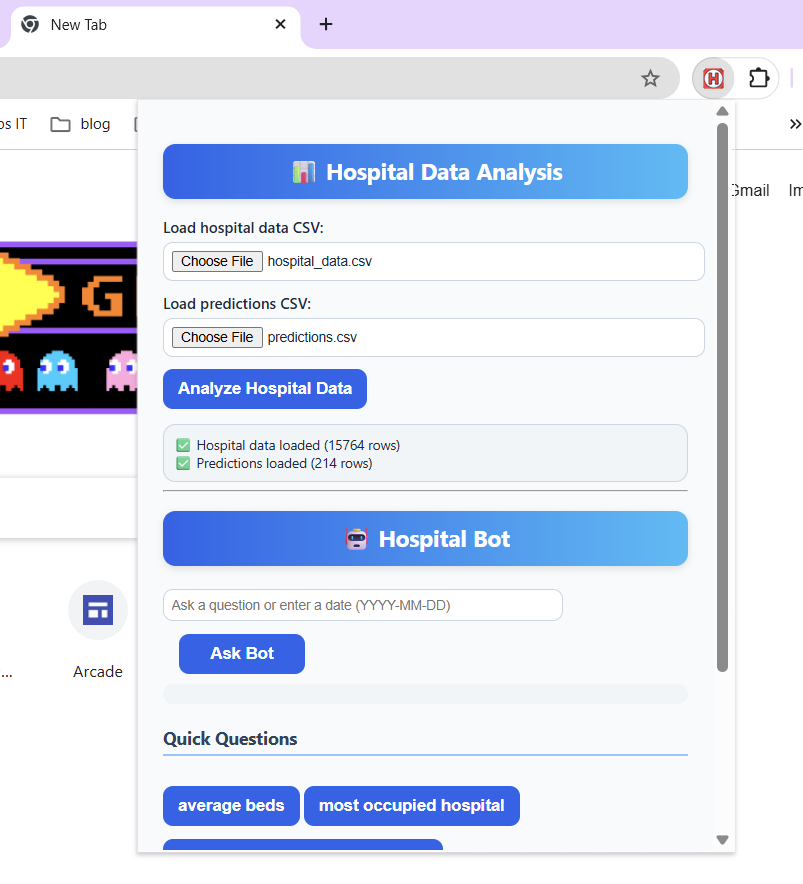 New Tab
os IT
blog
Hospital Data Analysis
Gmail
Load hospital data CSV:
Choose File hospital_data.csv
Load predictions CSV:
Choose File predictions.csv
Analyze Hospital Data
Hospital data loaded (15764 rows)
Predictions loaded (214 rows)
Hospital Bot
Ask a question or enter a date (YYYY-MM-DD)
Ask Bot
... Arcade
Quick Questions
average beds most occupied hospital